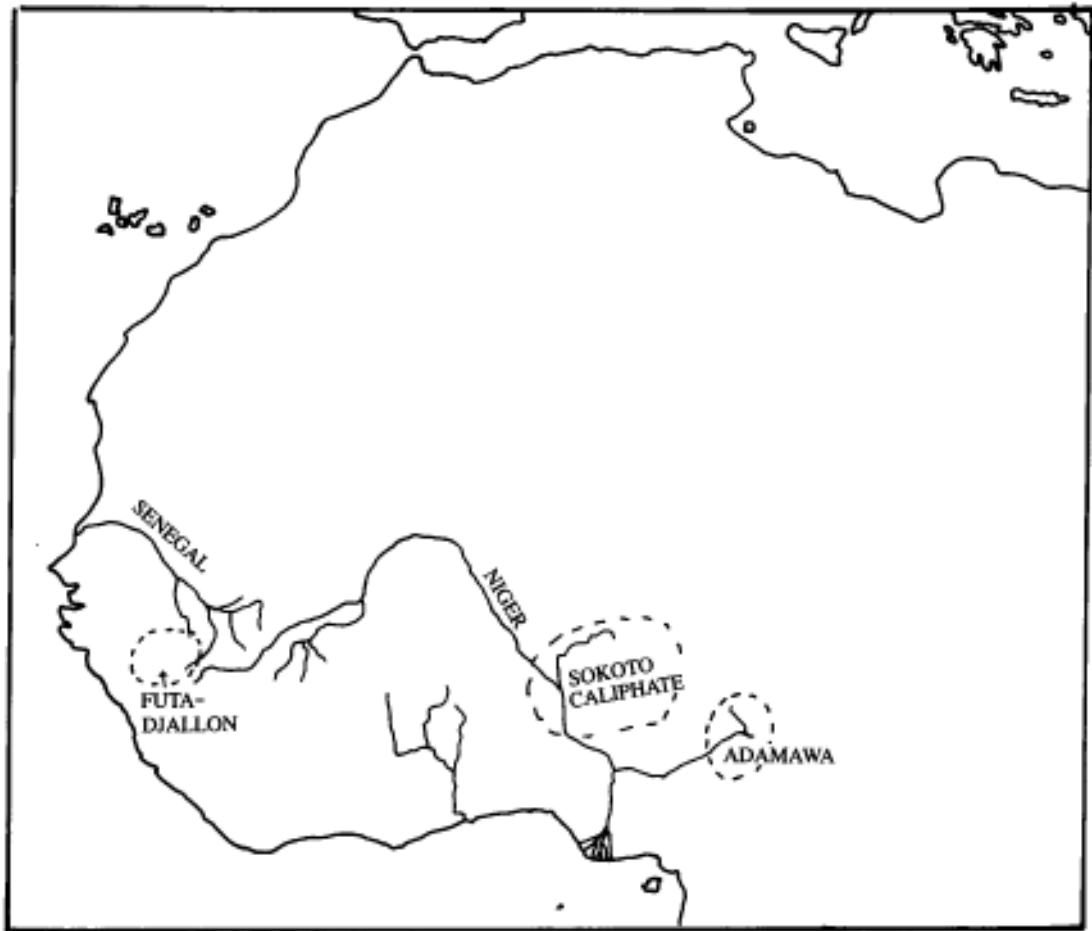 SENEGAL
NIGER
SOKOTO
CALIPHATE
FUTA-
DJALLON
ADAMAWA